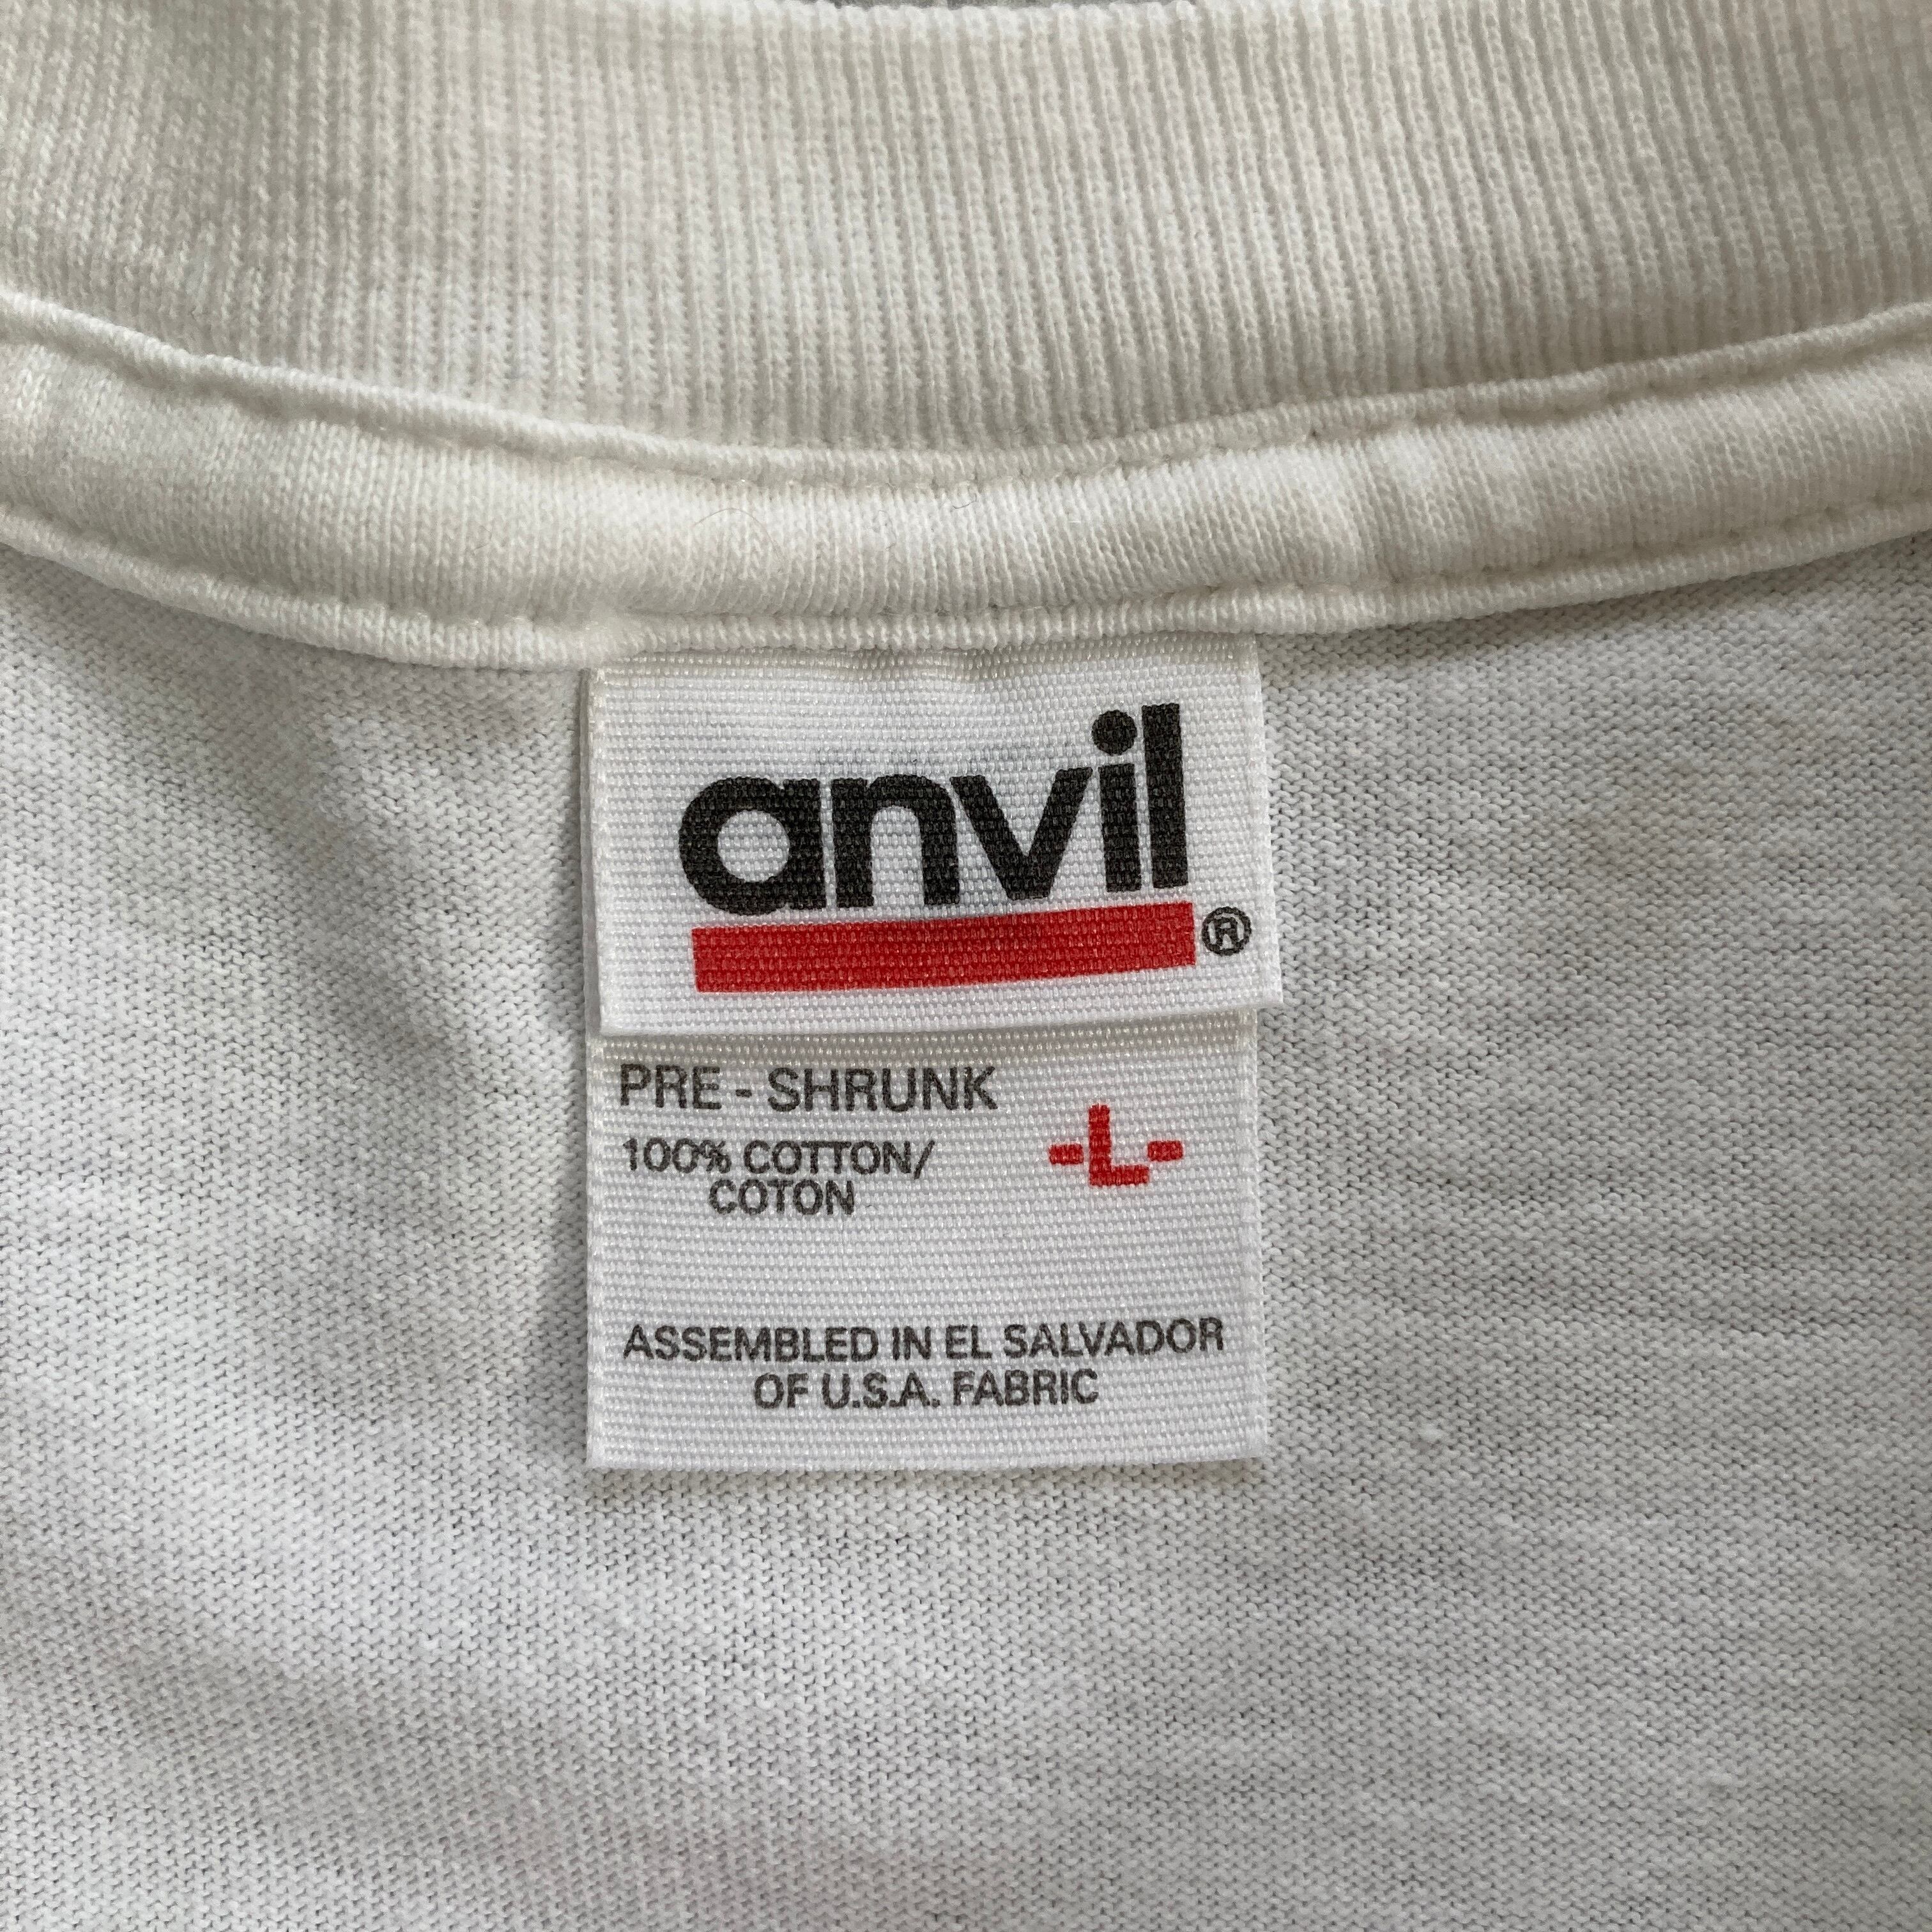 anvil®
PRE - SHRUNK
100% COTTON/
COTON
-L-
ASSEMBLED IN EL SALVADOR
OF U.S.A. FABRIC